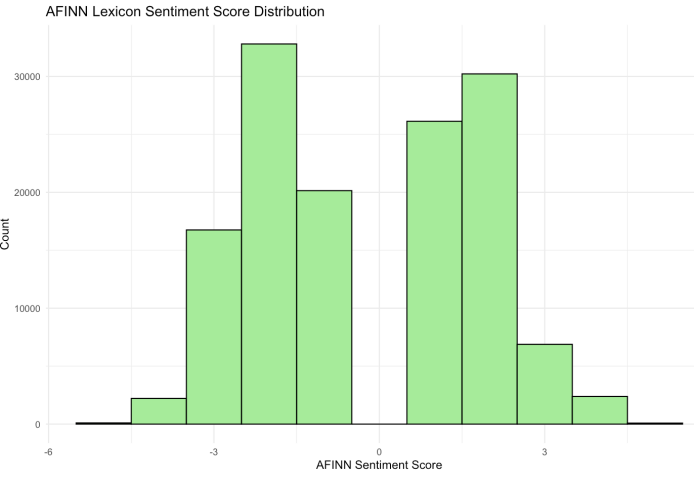 AFINN Lexicon Sentiment Score Distribution
Count
30000
20000
10000
0
-6 -3 0 3
AFINN Sentiment Score